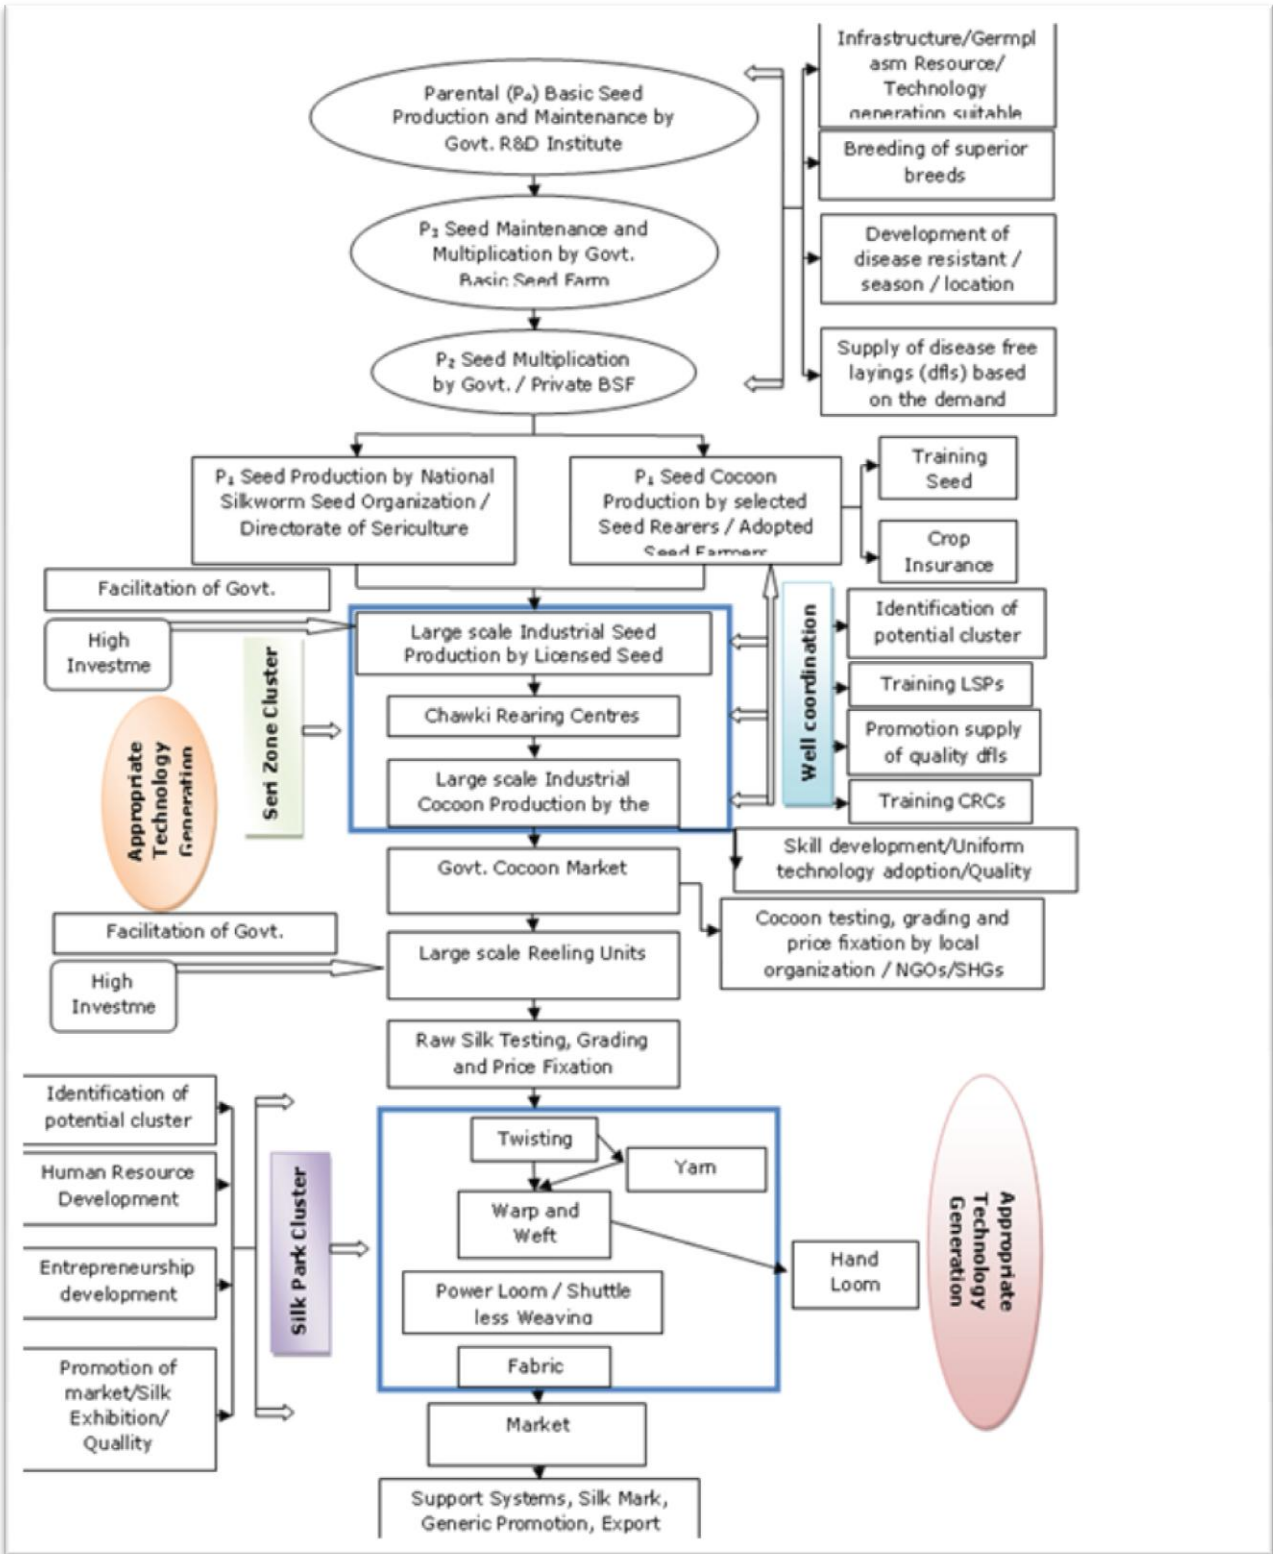 Infrastructure/Germpl
asm Resource/
Technology
generation suitable
Parental (P₄) Basic Seed
Production and Maintenance by
Govt. R&D Institute
Breeding of superior
breeds
P₃ Seed Maintenance and
Multiplication by Govt.
Basic Seed Farm
Development of
disease resistant /
season / location
P₂ Seed Multiplication
by Govt. / Private BSF
Supply of disease free
layings (dfls) based
on the demand
P₁ Seed Production by National
Silkworm Seed Organization /
Directorate of Sericulture
P₁ Seed Cocoon
Production by selected
Seed Rearers / Adopted
Seed Farmers
Training
Seed
Crop
Insurance
Facilitation of Govt.
High
Investme
Large scale Industrial Seed
Production by Licensed Seed
Chawki Rearing Centres
Large scale Industrial
Cocoon Production by the
Seri Zone Cluster
Appropriate
Technology
Generation
Well coordination
Identification of
potential cluster
Training LSPs
Promotion supply
of quality dfls
Training CRCs
Skill development/Uniform
technology adoption/Quality
Govt. Cocoon Market
Cocoon testing, grading and
price fixation by local
organization / NGOs/SHGs
Facilitation of Govt.
High
Investme
Large scale Reeling Units
Raw Silk Testing, Grading
and Price Fixation
Identification of
potential cluster
Human Resource
Development
Entrepreneurship
development
Promotion of
market/Silk
Exhibition/
Quallity
Silk Park Cluster
Twisting
Yarn
Warp and
Weft
Hand
Loom
Power Loom / Shuttle
less Weaving
Fabric
Appropriate
Technology
Generation
Market
Support Systems, Silk Mark,
Generic Promotion, Export